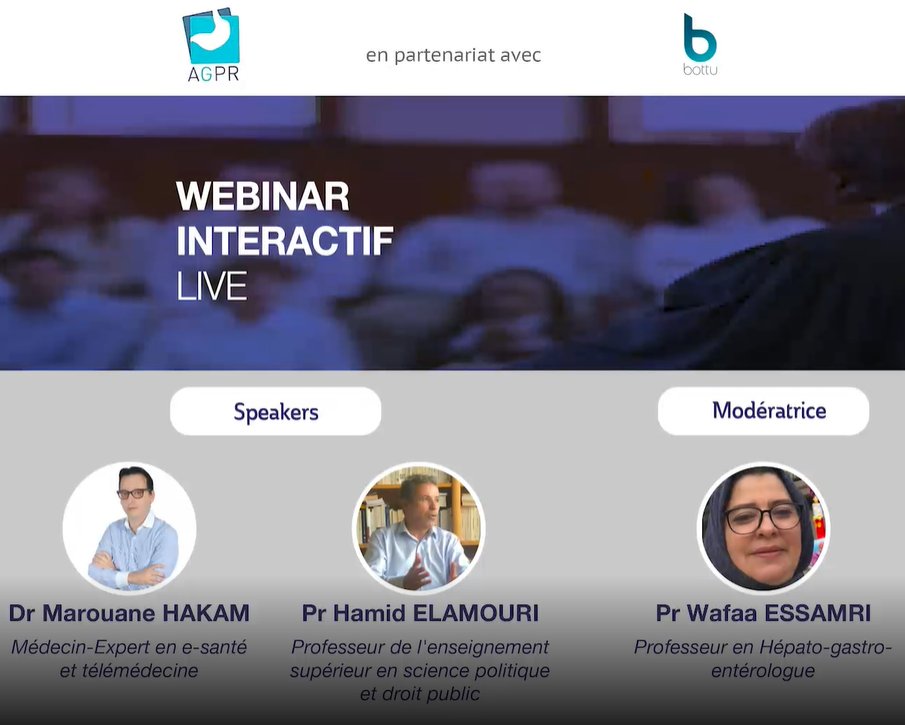 AGPR
en partenariat avec
bottu
WEBINAR
INTERACTIF
LIVE
Speakers
Modératrice
Dr Marouane HAKAM
Médecin-Expert en e-santé
et télémédecine
Pr Hamid ELAMOURI
Professeur de l'enseignement
supérieur en science politique
et droit public
Pr Wafaa ESSAMRI
Professeur en Hépato-gastro-
entérologue